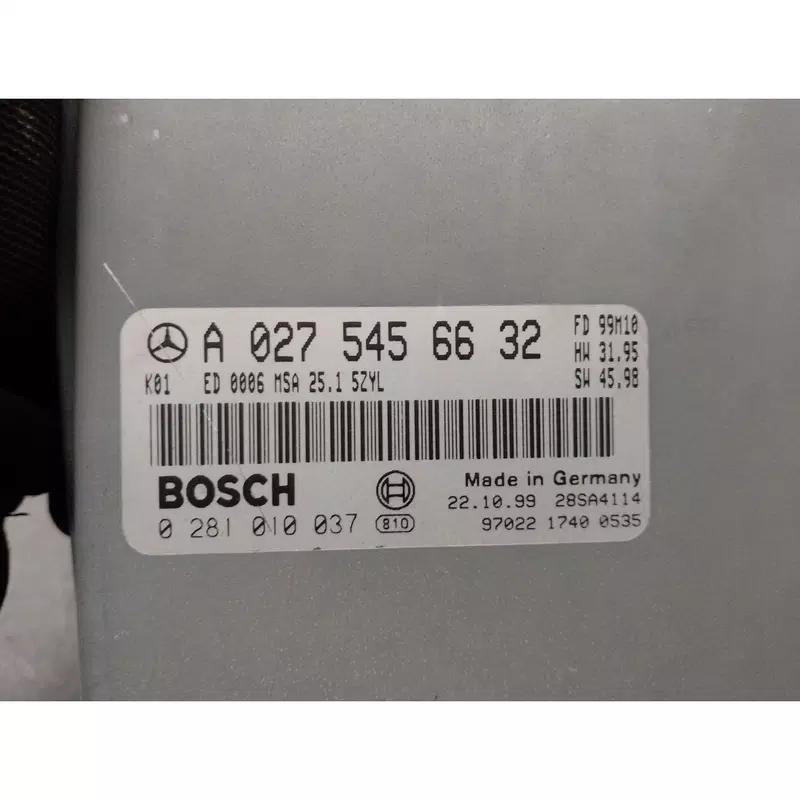 A 027 545 66 32
FD 99M10
HW 31.95
SW 45.98
K01 ED 0006 MSA 25.1 5ZYL
BOSCH
0 281 010 037 810
Made in Germany
22.10.99 28SA4114
97022 1740 0535